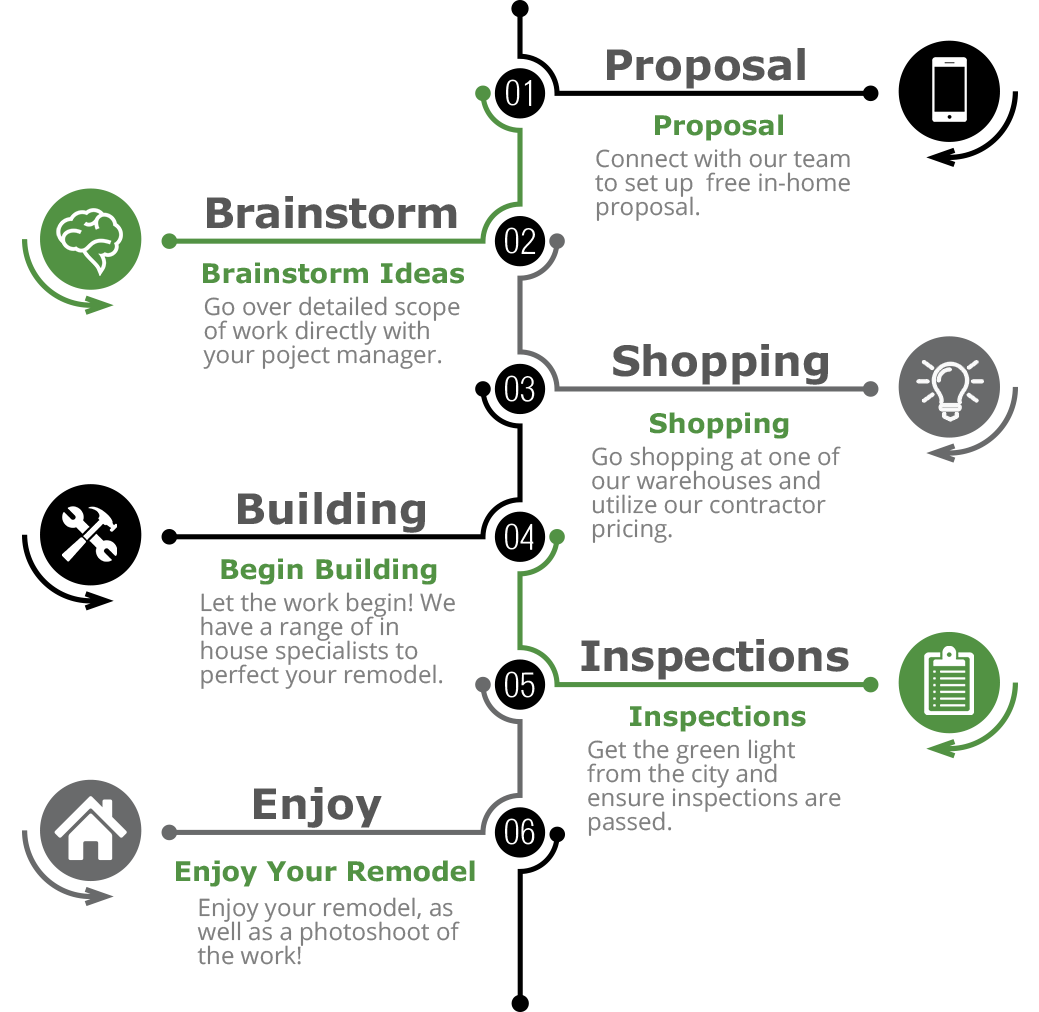 01
Proposal
Proposal
Connect with our team
to set up  free in-home
proposal.
02
Brainstorm
Brainstorm Ideas
Go over detailed scope
of work directly with
your poject manager.
03
Shopping
Shopping
Go shopping at one of
our warehouses and
utilize our contractor
pricing.
04
Building
Begin Building
Let the work begin! We
have a range of in
house specialists to
perfect your remodel.
05
Inspections
Inspections
Get the green light
from the city and
ensure inspections are
passed.
06
Enjoy
Enjoy Your Remodel
Enjoy your remodel, as
well as a photoshoot of
the work!